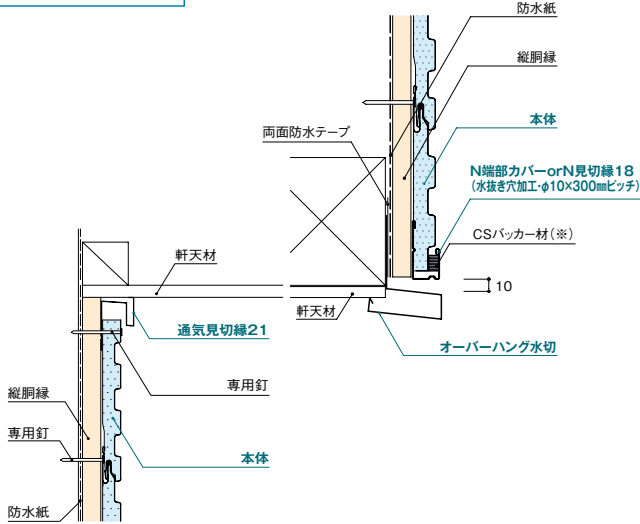 防水紙
縦胴縁
両面防水テープ
本体
N端部カバーorN見切縁18
(水抜き穴加工・φ10×300㎜ピッチ)
CSバッカー材(※)
軒天材
10
軒天材
通気見切縁21
オーバーハング水切
専用釘
縦胴縁
専用釘
本体
防水紙